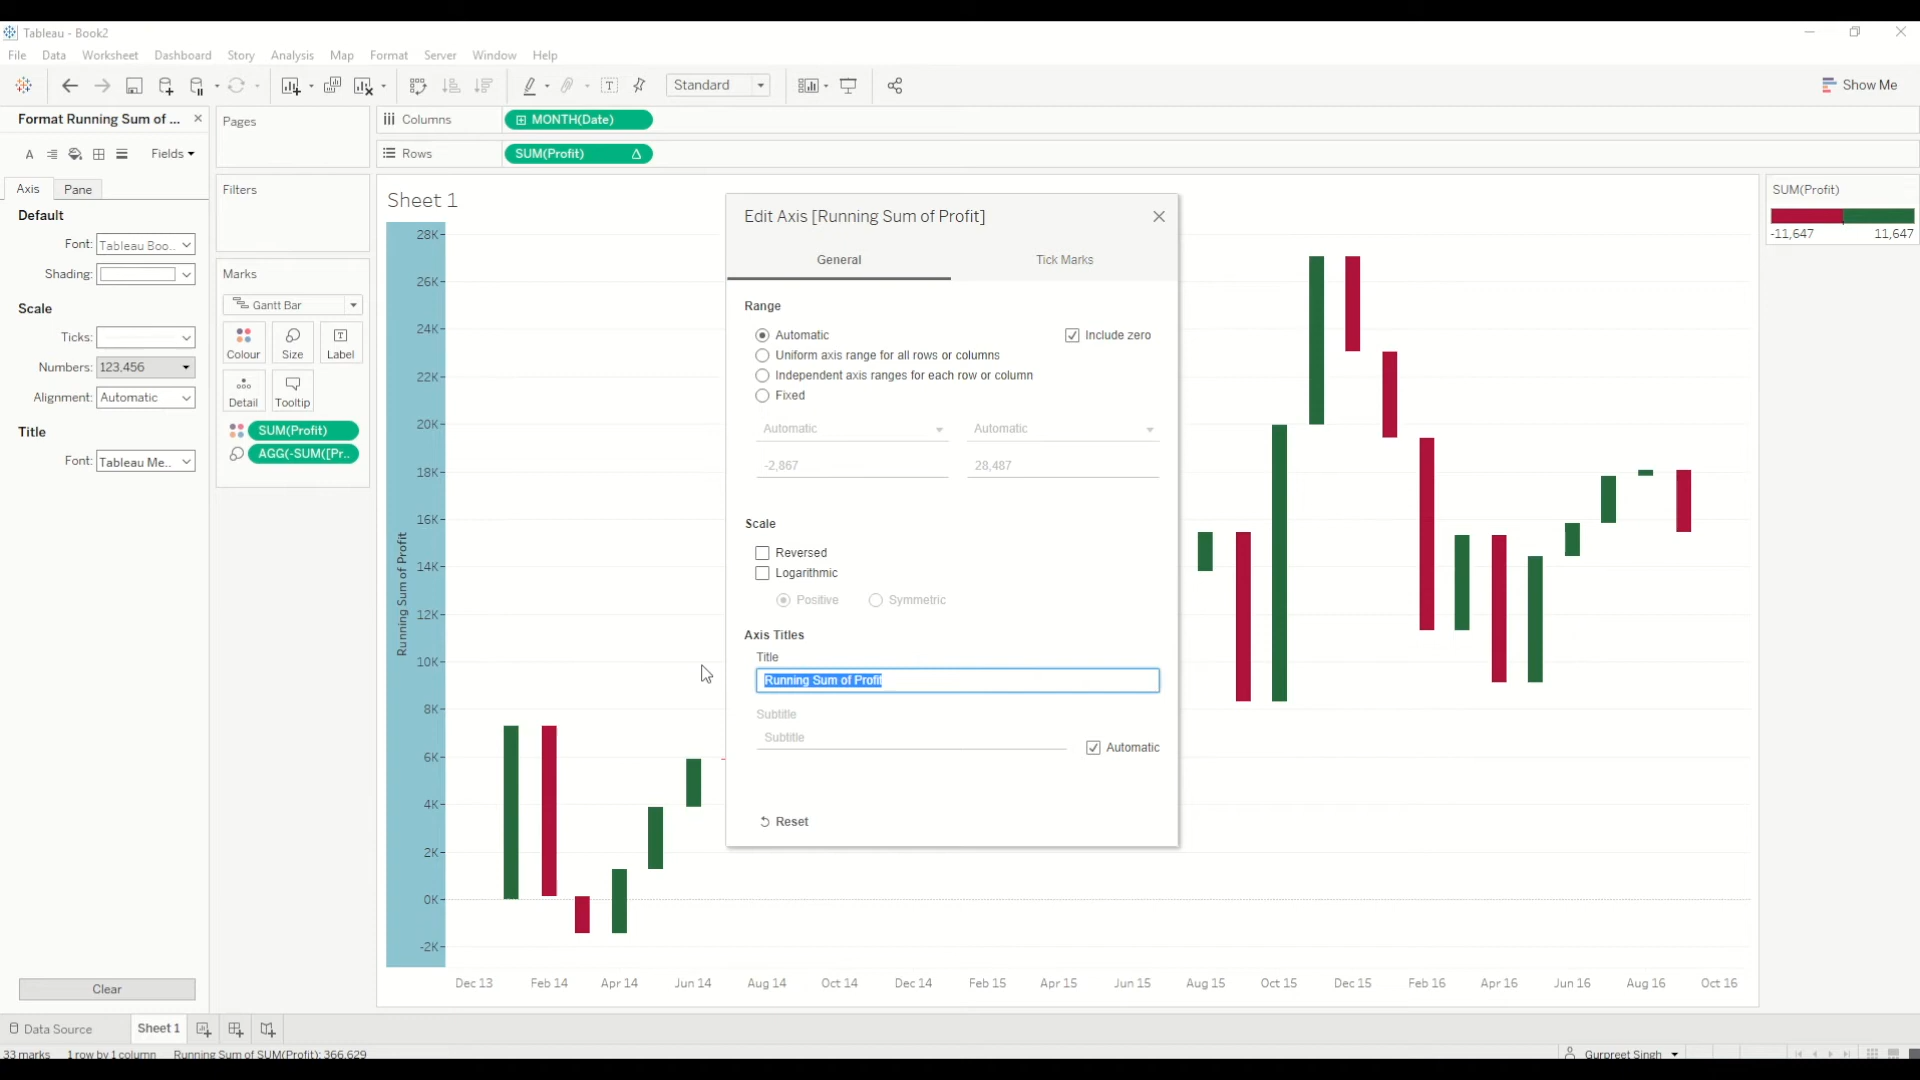 Tableau - Book2
File Data Worksheet Dashboard Story Analysis Map Format Server Window Help
Standard
Show Me
Format Running Sum of ...
Fields
Axis Pane
Default
Font: Tableau Boo..
Shading:
Scale
Ticks:
Numbers: 123,456
Alignment: Automatic
Title
Font: Tableau Me..
Clear
Pages
Filters
Marks
Gantt Bar
Colour Size Label
Detail Tooltip
SUM(Profit)
AGG(-SUM([Pr..
Columns MONTH(Date)
Rows SUM(Profit) Δ
Sheet 1
Running Sum of Profit
28K
26K
24K
22K
20K
18K
16K
14K
12K
10K
8K
6K
4K
2K
0K
-2K
Dec 13 Feb 14 Apr 14 Jun 14 Aug 14 Oct 14 Dec 14 Feb 15 Apr 15 Jun 15 Aug 15 Oct 15 Dec 15 Feb 16 Apr 16 Jun 16 Aug 16 Oct 16
Edit Axis [Running Sum of Profit]
General Tick Marks
Range
Automatic Include zero
Uniform axis range for all rows or columns
Independent axis ranges for each row or column
Fixed
Automatic Automatic
-2,867 28,487
Scale
Reversed
Logarithmic
Positive Symmetric
Axis Titles
Title
Running Sum of Profit
Subtitle
Subtitle
Automatic
Reset
SUM(Profit)
-11,647 11,647
Data Source Sheet 1
33 marks 1 row by 1 column Running Sum of SUM(Profit): 366,629
Gurpreet Singh